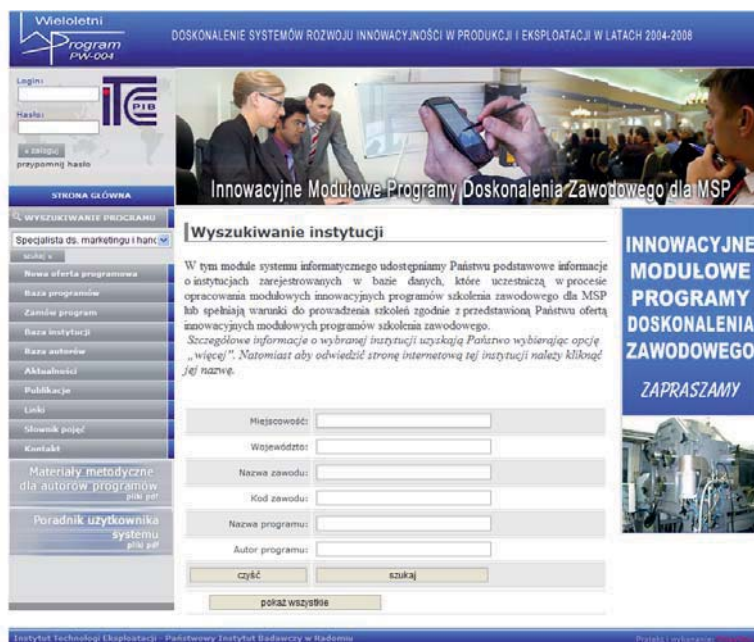 Wieloletni
Program
PW-004
DOSKONALENIE SYSTEMÓW ROZWOJU INNOWACYJNOŚCI W PRODUKCJI I EKSPLOATACJI W LATACH 2004-2008
Login:
Hasło:
PIB
« zaloguj
przypomnij hasło
Innowacyjne Modułowe Programy Doskonalenia Zawodowego dla MSP
STRONA GŁÓWNA
WYSZUKIWANIE PROGRAMU
Specjalista ds. marketingu i hanc
szukaj »
Nowa oferta programowa
Baza programów
Zamów program
Baza instytucji
Baza autorów
Aktualności
Publikacje
Linki
Słownik pojęć
Kontakt
Materiały metodyczne
dla autorów programów
pliki pdf
Poradnik użytkownika
systemu
pliki pdf
Wyszukiwanie instytucji
W tym module systemu informatycznego udostępniamy Państwu podstawowe informacje
o instytucjach zarejestrowanych w bazie danych, które uczestniczą w procesie
opracowania modułowych innowacyjnych programów szkolenia zawodowego dla MSP
lub spełniają warunki do prowadzenia szkoleń zgodnie z przedstawioną Państwu ofertą
innowacyjnych modułowych programów szkolenia zawodowego.
Szczegółowe informacje o wybranej instytucji uzyskają Państwo wybierając opcję
„więcej”. Natomiast aby odwiedzić stronę internetową tej instytucji należy kliknąć
jej nazwę.
Miejscowość:
Województo:
Nazwa zawodu:
Kod zawodu:
Nazwa programu:
Autor programu:
czyść szukaj
pokaż wszystkie
INNOWACYJNE
MODUŁOWE
PROGRAMY
DOSKONALENIA
ZAWODOWEGO
ZAPRASZAMY
Instytut Technologi Eksploatacji - Państwowy Instytut Badawczy w Radomiu
Projekt i wykonanie: